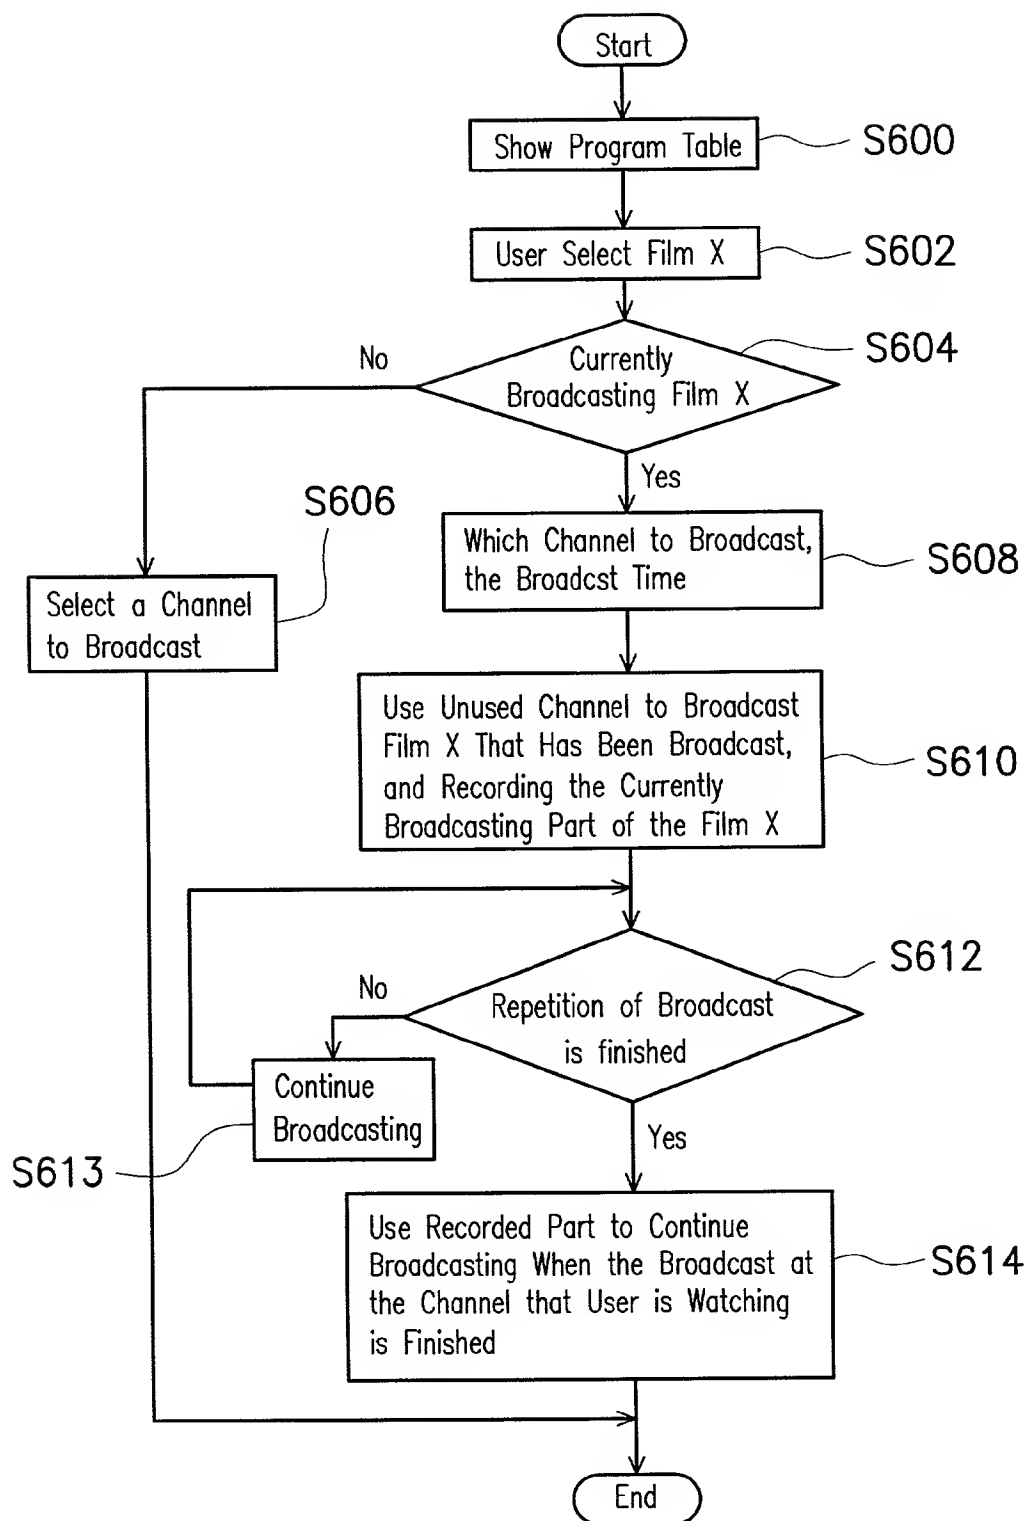 Start
Show Program Table
S600
User Select Film X
S602
Currently
Broadcasting Film X
S604
No
Yes
S606
Select a Channel
to Broadcast
Which Channel to Broadcast,
the Broadcst Time
S608
Use Unused Channel to Broadcast
Film X That Has Been Broadcast,
and Recording the Currently
Broadcasting Part of the Film X
S610
Repetition of Broadcast
is finished
S612
No
Continue
Broadcasting
S613
Yes
Use Recorded Part to Continue
Broadcasting When the Broadcast at
the Channel that User is Watching
is Finished
S614
End